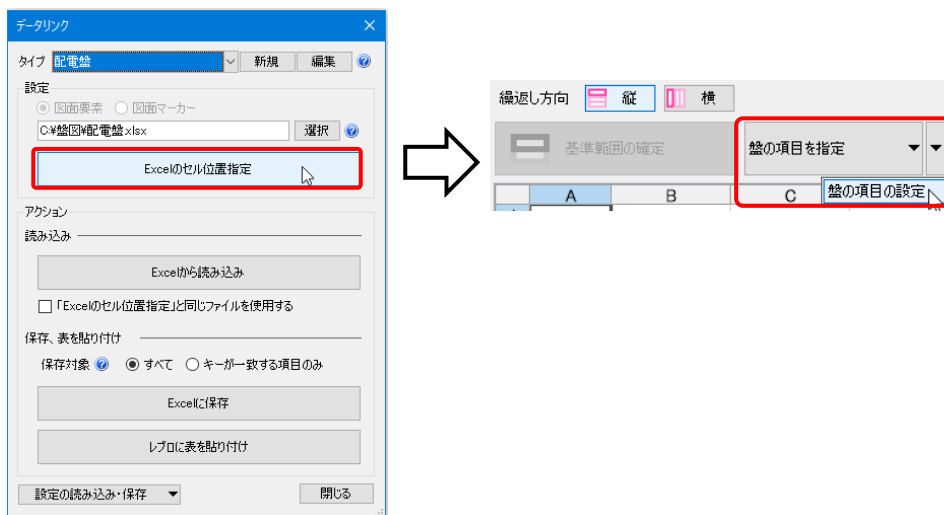 データリンク
タイプ 配電盤 新規 編集
設定
図面要素 図面マーカー
C:¥盤図¥配電盤.xlsx 選択
Excelのセル位置指定
アクション
読み込み
Excelから読み込み
「Excelのセル位置指定」と同じファイルを使用する
保存、表を貼り付け
保存対象 すべて キーが一致する項目のみ
Excelに保存
レブロに表を貼り付け
設定の読み込み・保存 閉じる
繰返し方向 縦 横
基準範囲の確定 盤の項目を指定
A B C 盤の項目の設定